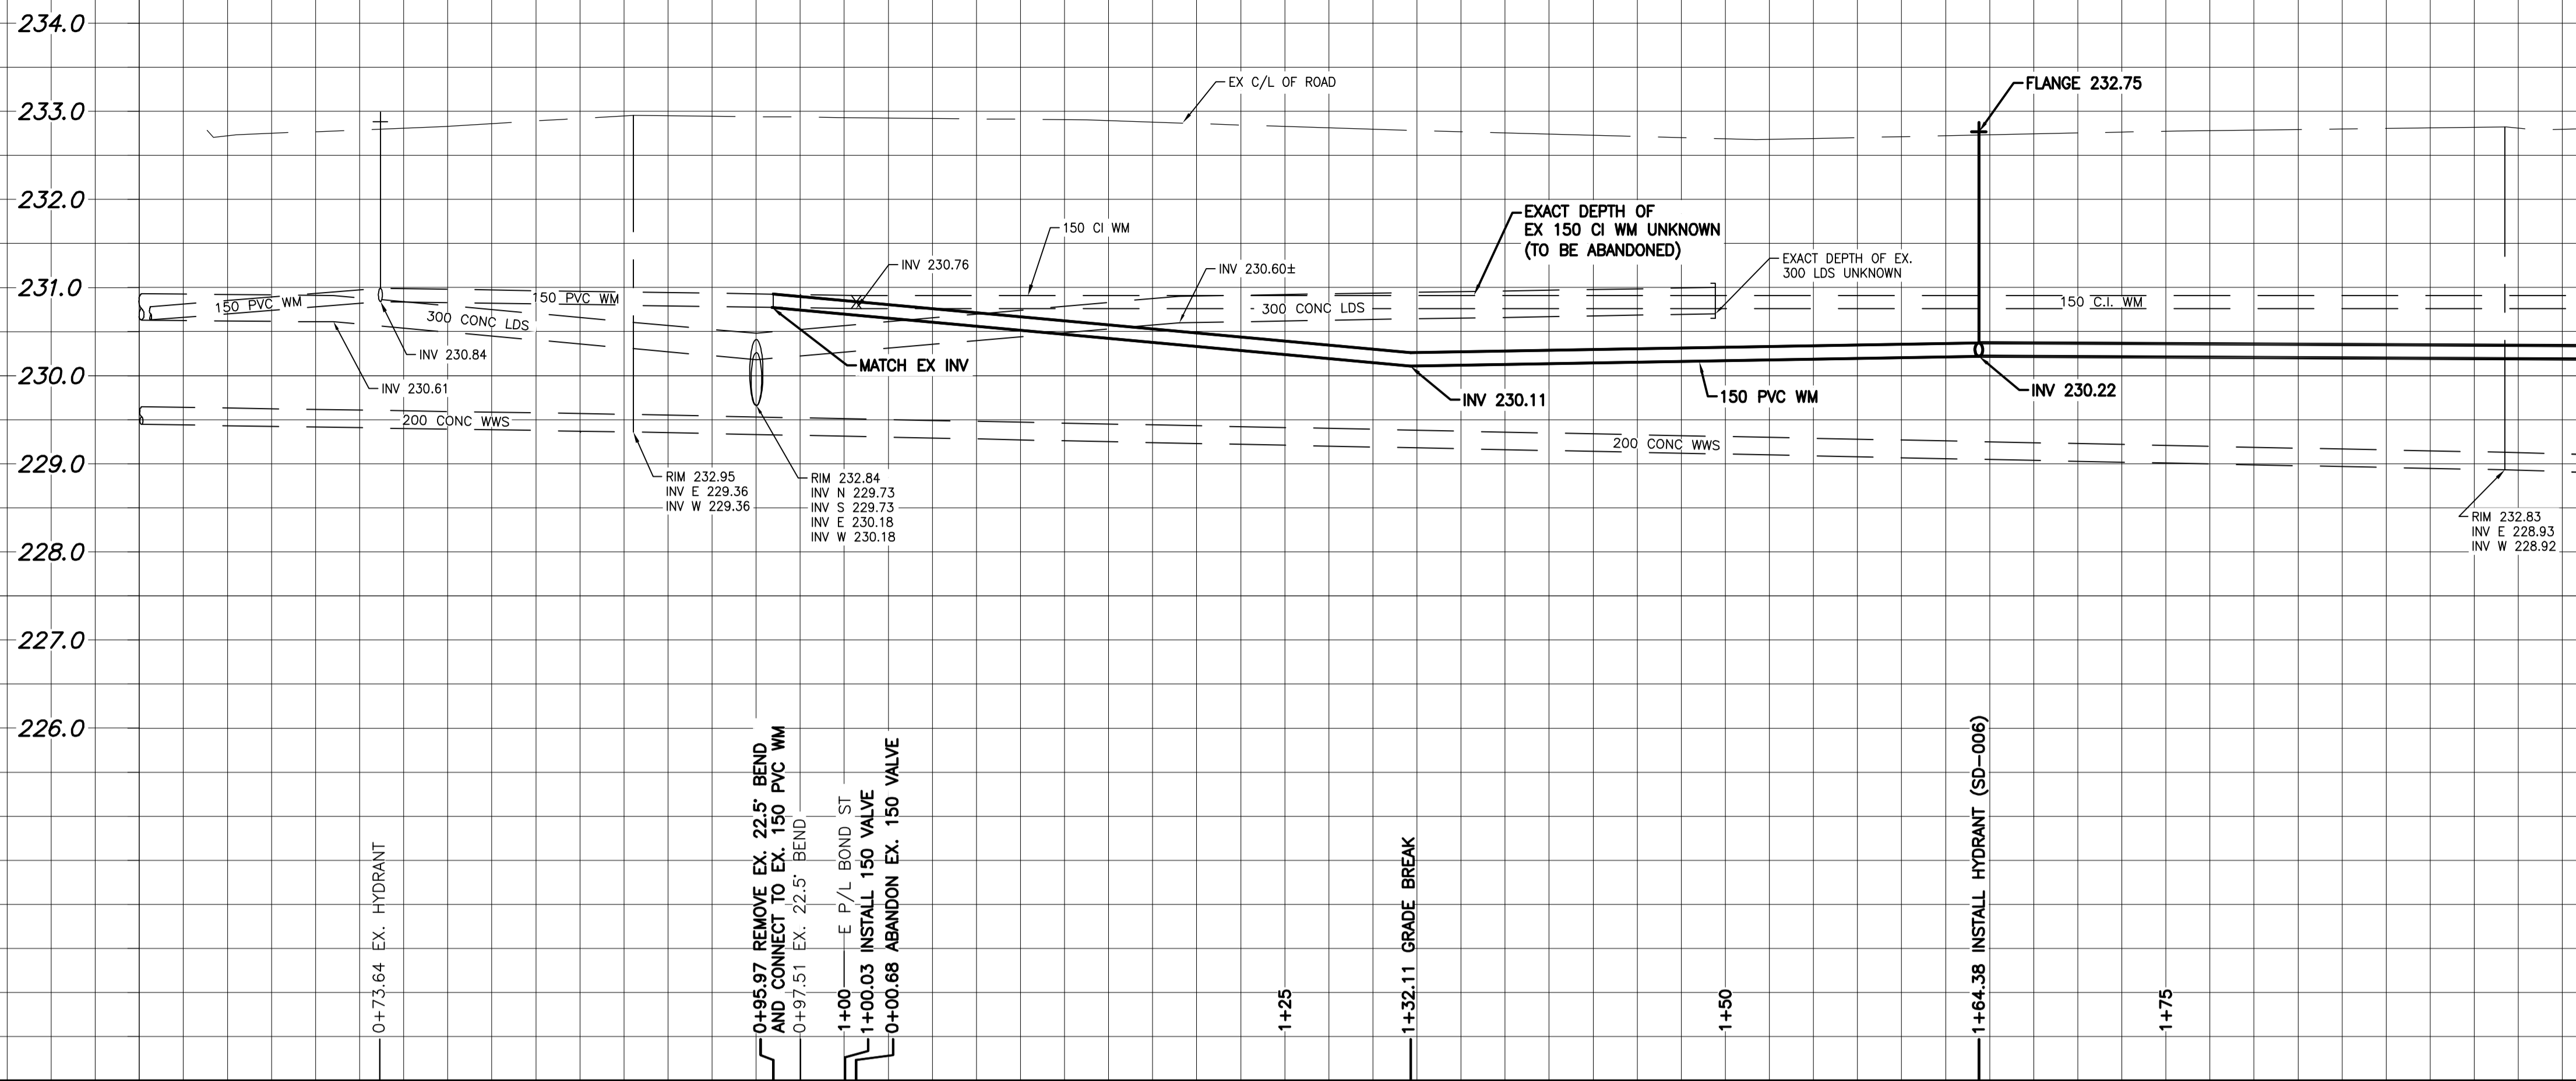 234.0
233.0
232.0
231.0
230.0
229.0
228.0
227.0
226.0
EX C/L OF ROAD
FLANGE 232.75
150 CI WM
EXACT DEPTH OF
EX 150 CI WM UNKNOWN
(TO BE ABANDONED)
INV 230.76
INV 230.60±
EXACT DEPTH OF EX.
300 LDS UNKNOWN
150 PVC WM
150 PVC WM
300 CONC LDS
300 CONC LDS
150 C.I. WM
INV 230.84
INV 230.61
MATCH EX INV
INV 230.11
150 PVC WM
INV 230.22
200 CONC WWS
200 CONC WWS
RIM 232.95
INV E 229.36
INV W 229.36
RIM 232.84
INV N 229.73
INV S 229.73
INV E 230.18
INV W 230.18
RIM 232.83
INV E 228.93
INV W 228.92
0+73.64 EX. HYDRANT
0+95.97 REMOVE EX. 22.5° BEND
AND CONNECT TO EX. 150 PVC WM
0+97.51 EX. 22.5° BEND
1+00 E P/L BOND ST
1+00.03 INSTALL 150 VALVE
0+00.68 ABANDON EX. 150 VALVE
1+25
1+32.11 GRADE BREAK
1+50
1+64.38 INSTALL HYDRANT (SD-006)
1+75